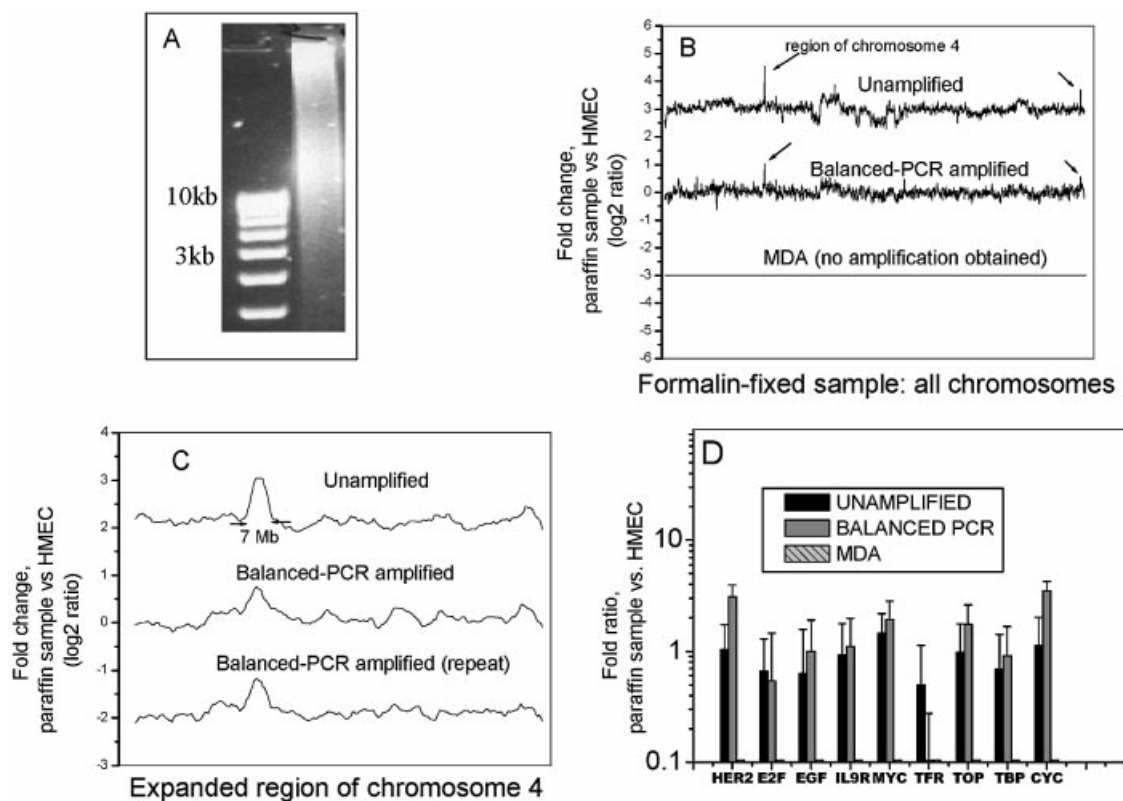 A
10kb
3kb
B
region of chromosome 4
Unampified
Balanced-PCR amplified
MDA (no amplification obtained)
Fold change,
paraffin sample vs HMEC
(log2 ratio)
6
5
4
3
2
1
0
-1
-2
-3
-4
-5
-6
Formalin-fixed sample: all chromosomes
C
Unamplified
7 Mb
Balanced-PCR amplified
Balanced-PCR amplified (repeat)
Fold change,
paraffin sample vs HMEC
(log2 ratio)
4
3
2
1
0
-1
-2
-3
Expanded region of chromosome 4
D
UNAMPLIFIED
BALANCED PCR
MDA
Fold ratio,
paraffin sample vs. HMEC
10
1
0.1
HER2 E2F EGF IL9R MYC TFR TOP TBP CYC